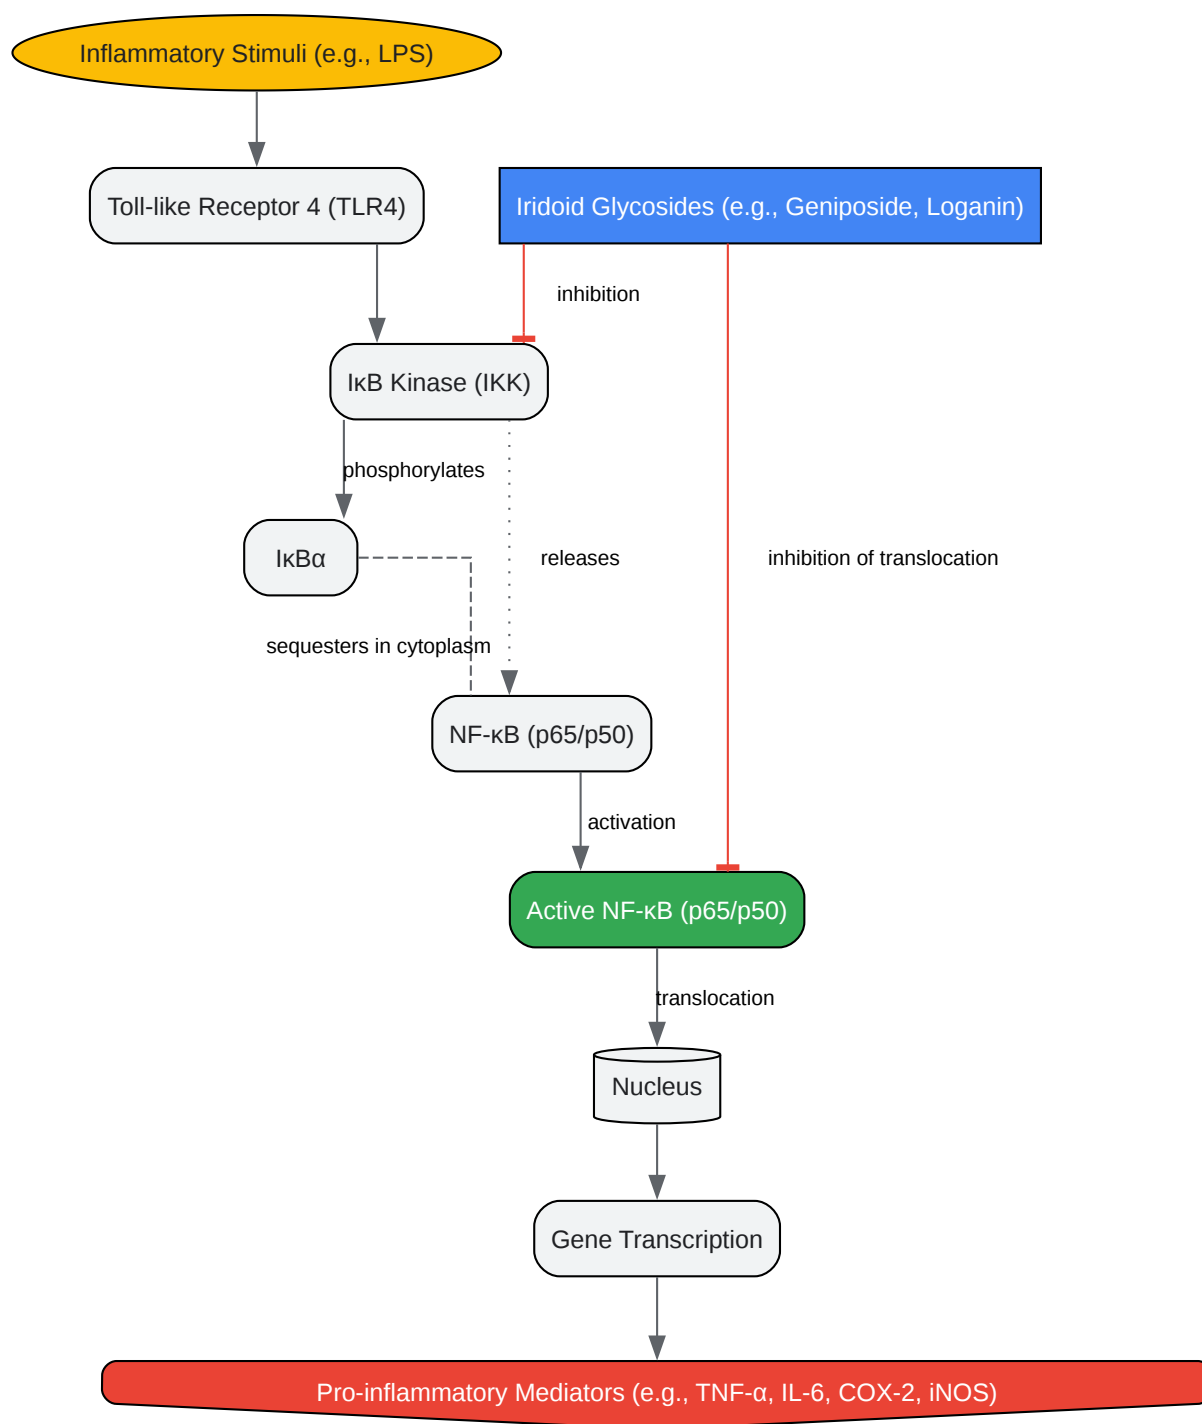 Inflammatory Stimuli (e.g., LPS)
Toll-like Receptor 4 (TLR4)
Iridoid Glycosides (e.g., Geniposide, Loganin)
inhibition
IκB Kinase (IKK)
phosphorylates
IκBα
releases
inhibition of translocation
sequesters in cytoplasm
NF-κB (p65/p50)
activation
Active NF-κB (p65/p50)
translocation
Nucleus
Gene Transcription
Pro-inflammatory Mediators (e.g., TNF-α, IL-6, COX-2, iNOS)